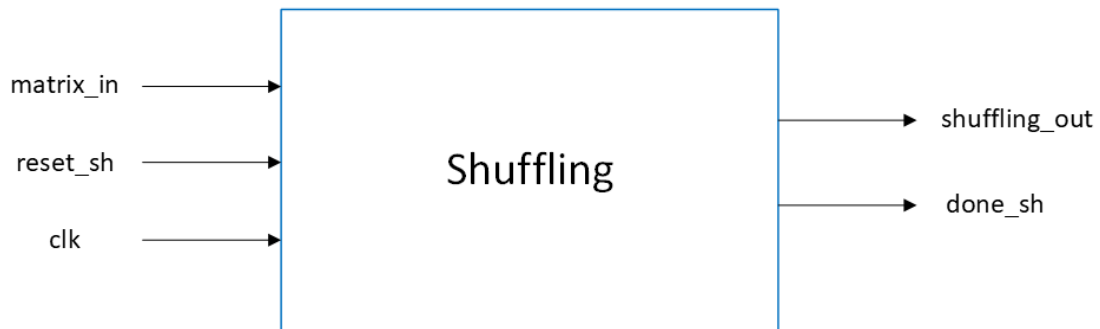 matrix_in
reset_sh
clk
Shuffling
shuffling_out
done_sh